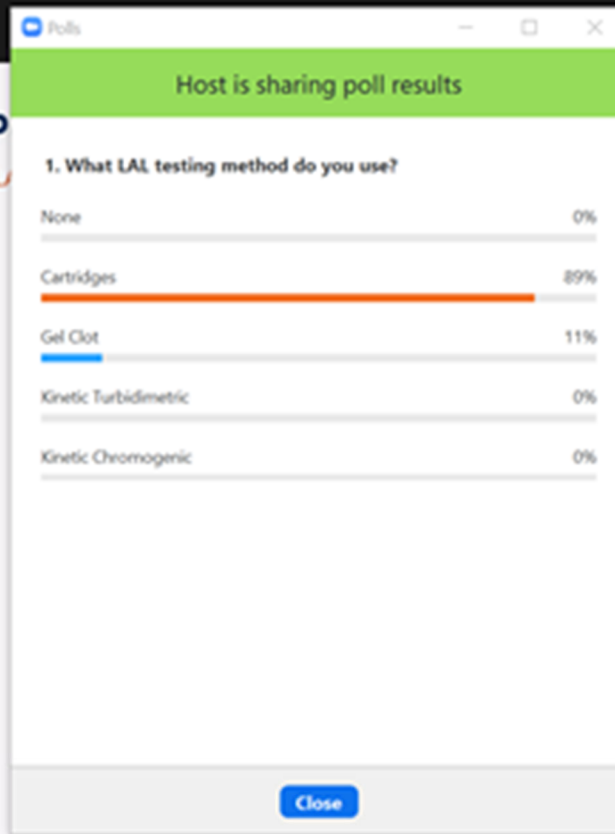 Polls
Host is sharing poll results
1. What LAL testing method do you use?
None 0%
Cartridges 89%
Gel Clot 11%
Kinetic Turbidimetric 0%
Kinetic Chromogenic 0%
Close